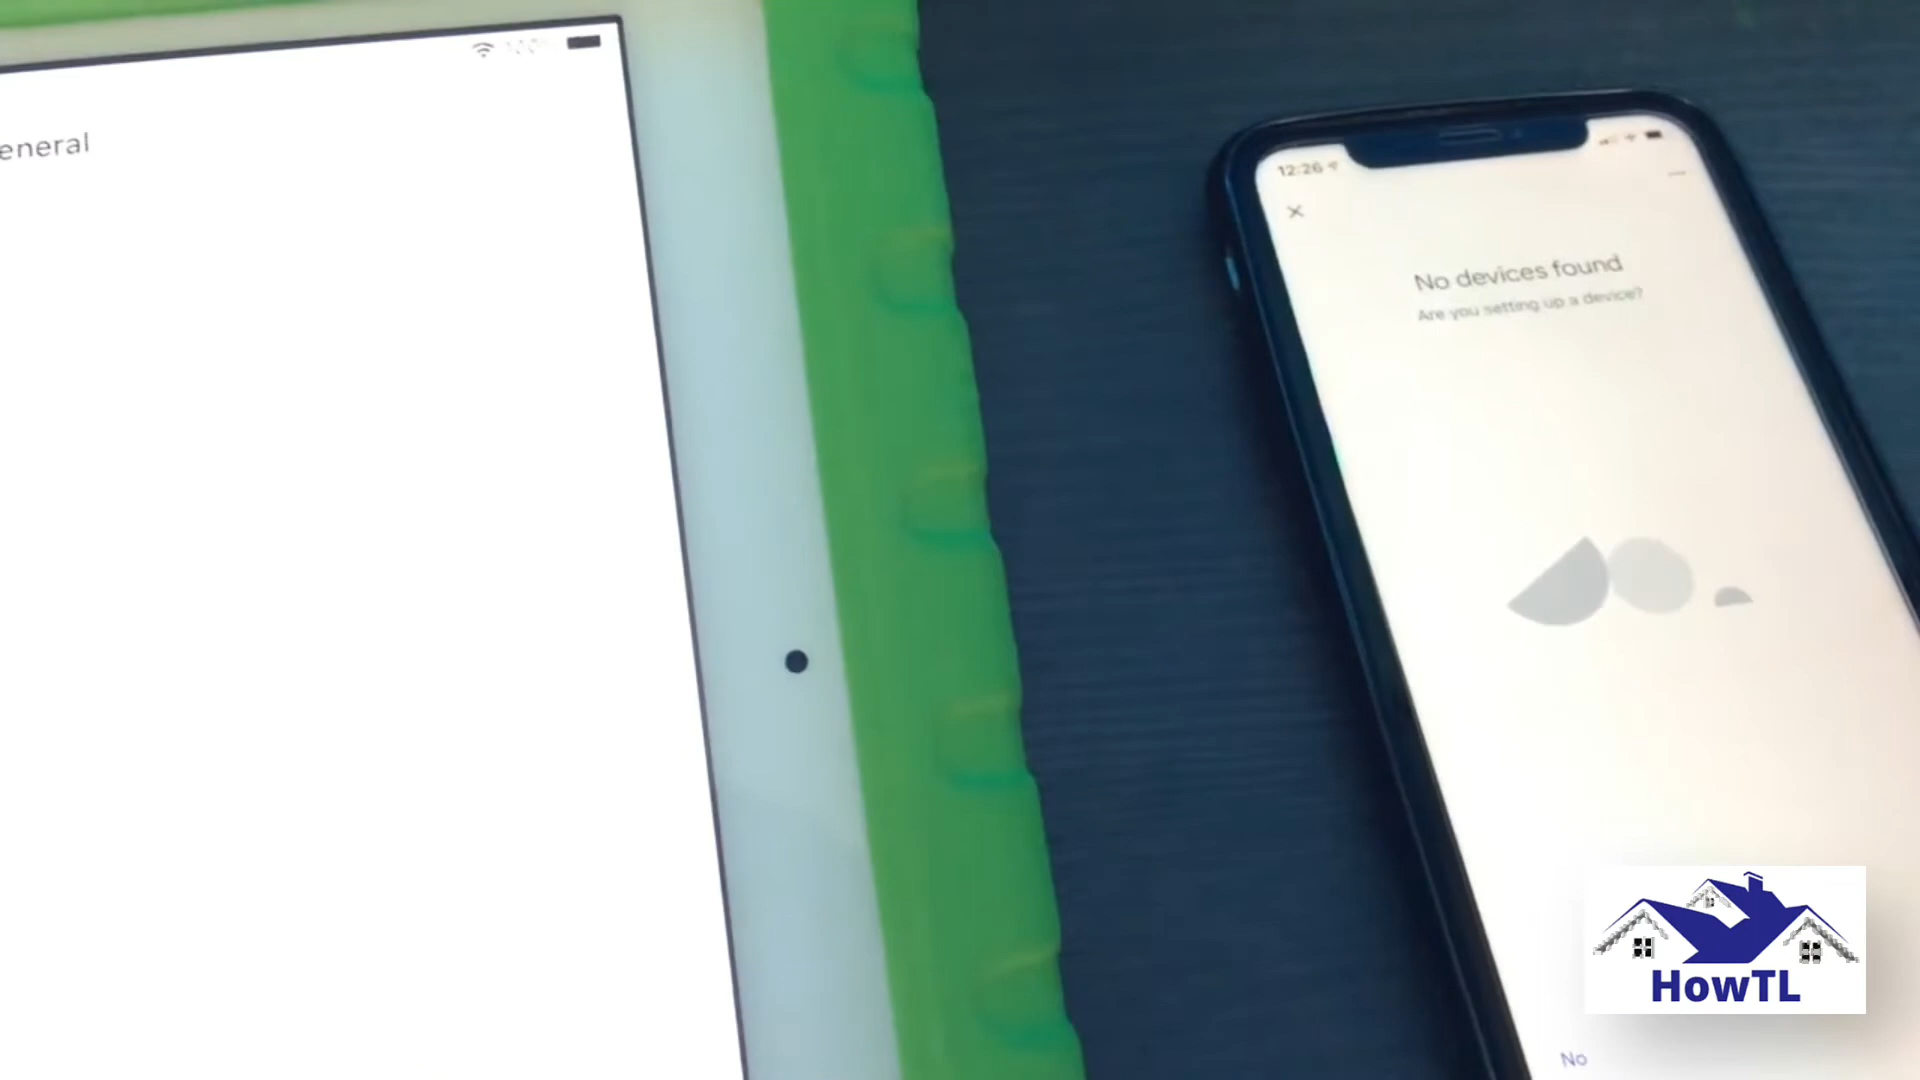 eneral
12:26
No devices found
Are you setting up a device?
No
HowTL